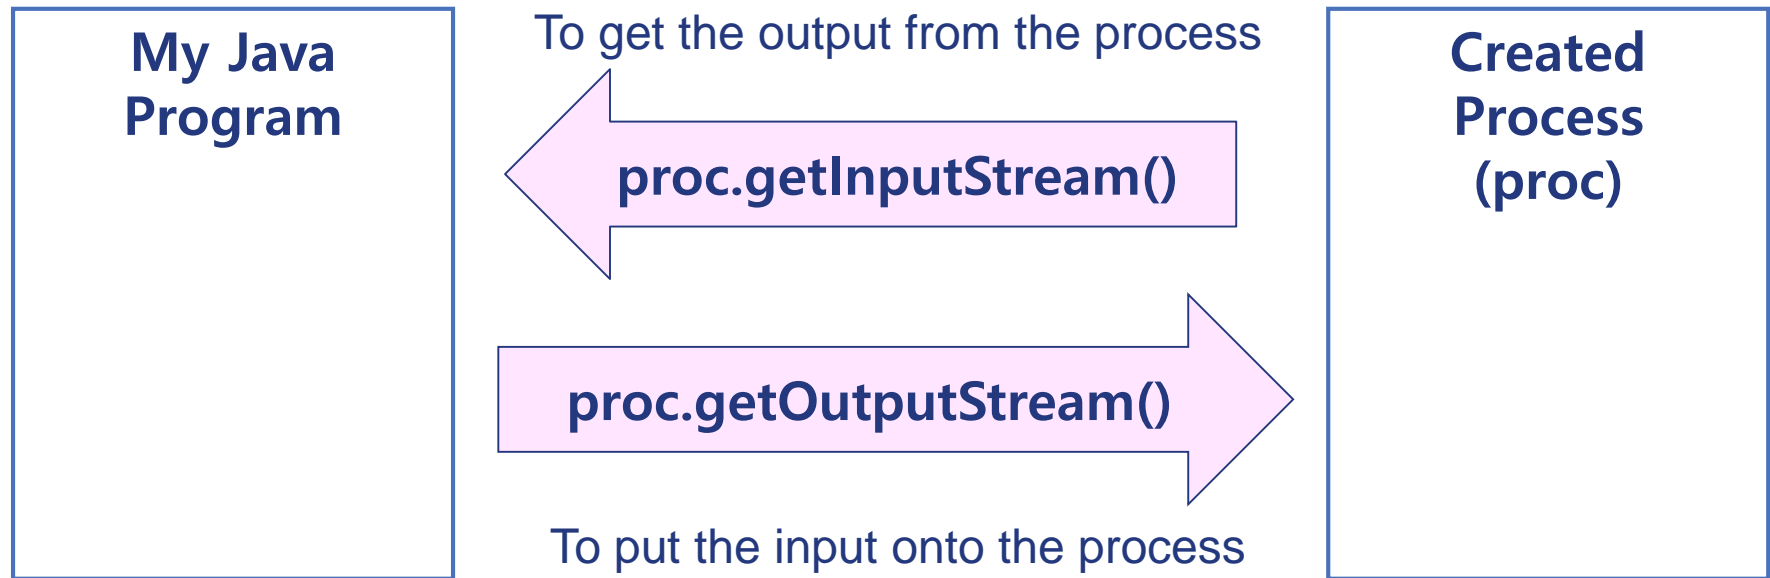 My Java
Program
To get the output from the process
proc.getInputStream()
proc.getOutputStream()
To put the input onto the process
Created
Process
(proc)